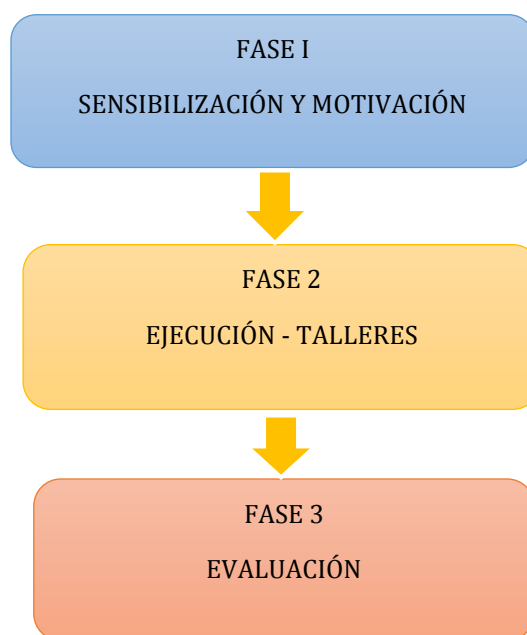 FASE I
SENSIBILIZACIÓN Y MOTIVACIÓN
FASE 2
EJECUCIÓN - TALLERES
FASE 3
EVALUACIÓN